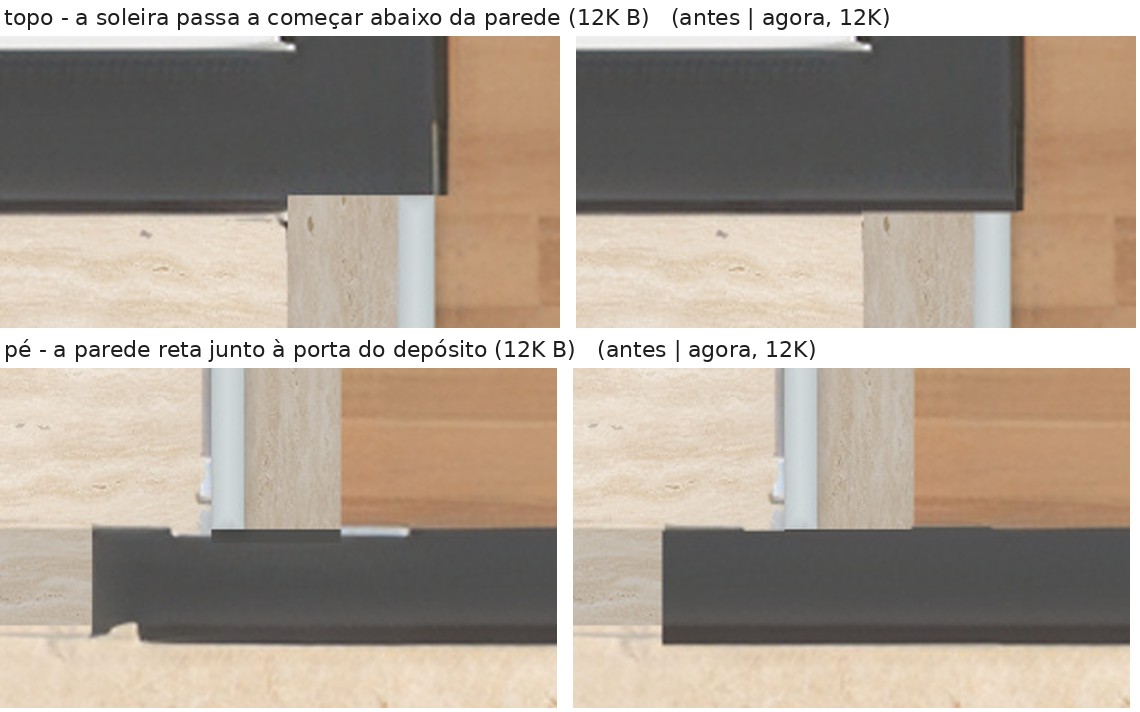 topo - a soleira passa a começar abaixo da parede (12K B)   (antes | agora, 12K)
pé - a parede reta junto à porta do depósito (12K B)   (antes | agora, 12K)